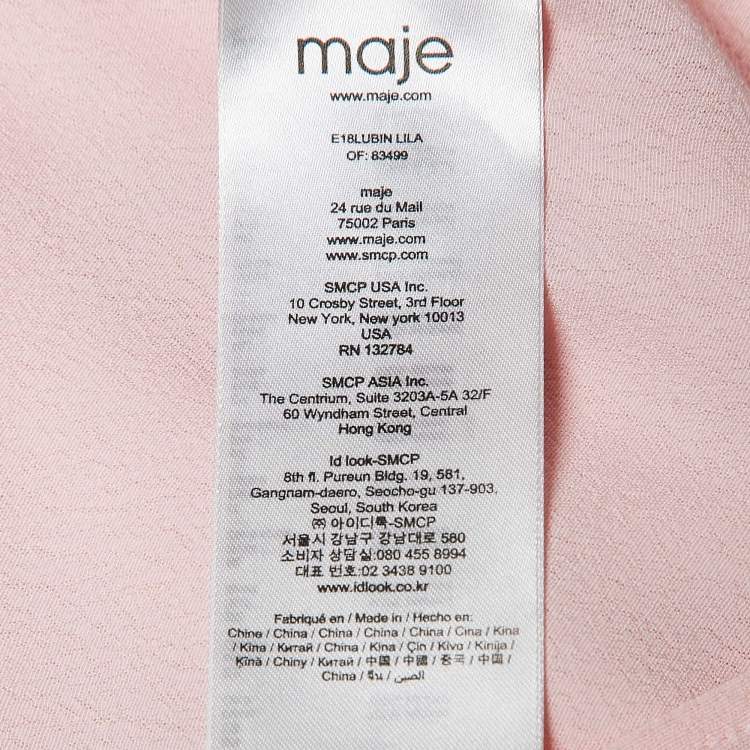 maje
www.maje.com
E18LUBIN LILA
OF: 83499
maje
24 rue du Mail
75002 Paris
www.maje.com
www.smcp.com
SMCP USA Inc.
10 Crosby Street, 3rd Floor
New York, New york 10013
USA
RN 132784
SMCP ASIA Inc.
The Centrium, Suite 3203A-5A 32/F
60 Wyndham Street, Central
Hong Kong
Id look-SMCP
8th fl. Pureun Bldg. 19, 581,
Gangnam-daero, Seocho-gu 137-903,
Seoul, South Korea
㈜ 아이디룩-SMCP
서울시 강남구 강남대로 580
소비자 상담실:080 455 8994
대표 번호:02 3438 9100
www.idlook.co.kr
Fabriqué en / Made in / Hecho en:
Chine / China / China / China / China / Cina / Kina
/ Kina / Китай / China / Kina / Çin / Kívo / Kinija /
Ķīnā / Chiny / Китай / 中国 / 中國 / 중국 / 中国 /
China / จีน / الصين